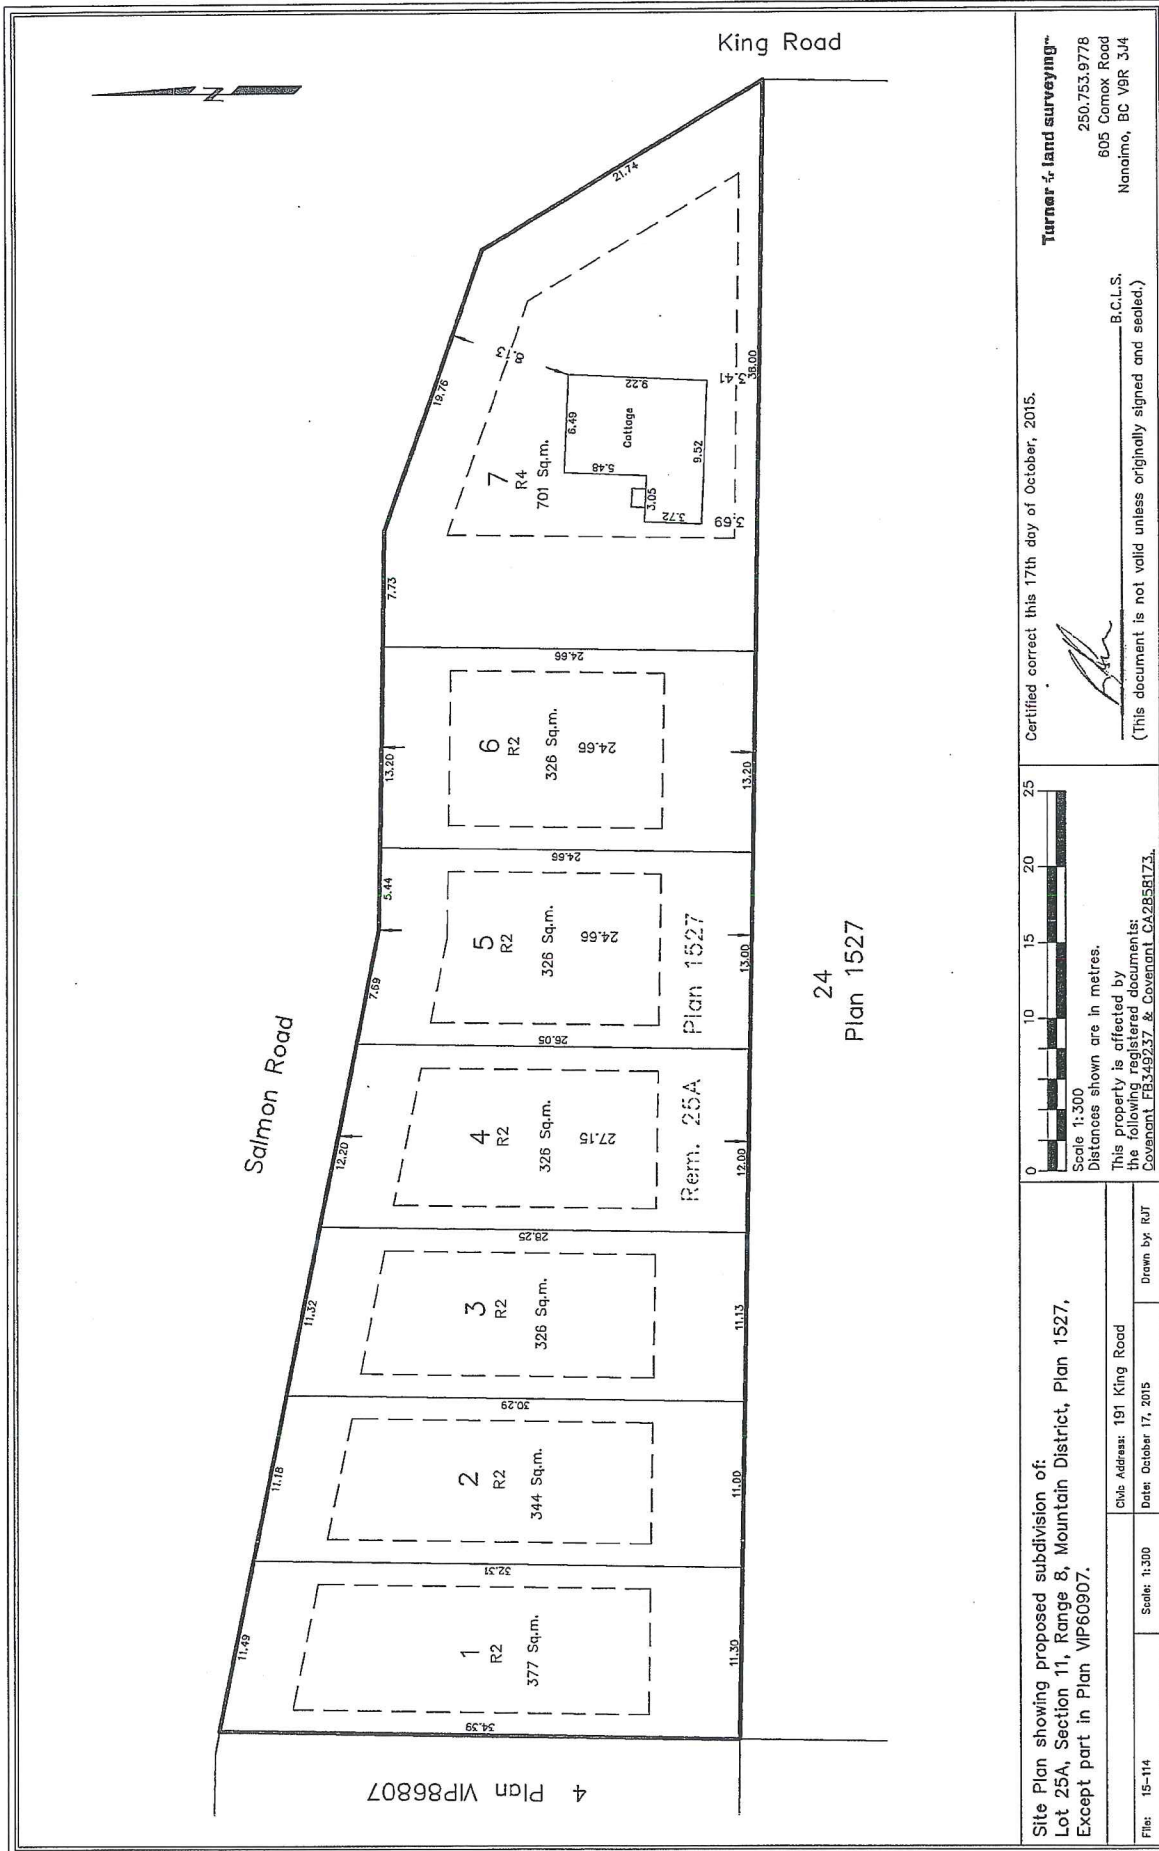 King Road
N
Salmon Road
21.74
19.76
8.13
7.73
13.20
5.44
7.69
12.20
11.32
11.18
11.49
7
R4
701 Sq.m.
6.49
5.48
Cottage
9.22
3.05
3.72
9.52
3.41
3.69
38.00
24.66
6
R2
326 Sq.m.
24.66
13.20
24.66
5
R2
326 Sq.m.
24.66
13.00
26.05
4
R2
326 Sq.m.
27.15
12.00
Rem. 25A Plan 1527
28.25
3
R2
326 Sq.m.
11.13
30.29
2
R2
344 Sq.m.
11.00
32.31
1
R2
377 Sq.m.
11.30
34.39
4 Plan VIP86807
24
Plan 1527
Site Plan showing proposed subdivision of:
Lot 25A, Section 11, Range 8, Mountain District, Plan 1527,
Except part in Plan VIP60907.
Civic Address: 191 King Road
File: 15-114
Scale: 1:300
Date: October 17, 2015
Drawn by: RJT
0 10 15 20 25
Scale 1:300
Distances shown are in metres.
This property is affected by
the following registered documents:
Covenant FB349237 & Covenant CA2858173.
Certified correct this 17th day of October, 2015.
B.C.L.S.
(This document is not valid unless originally signed and sealed.)
Turner & land surveying
250.753.9778
605 Comox Road
Nanaimo, BC V9R 3J4